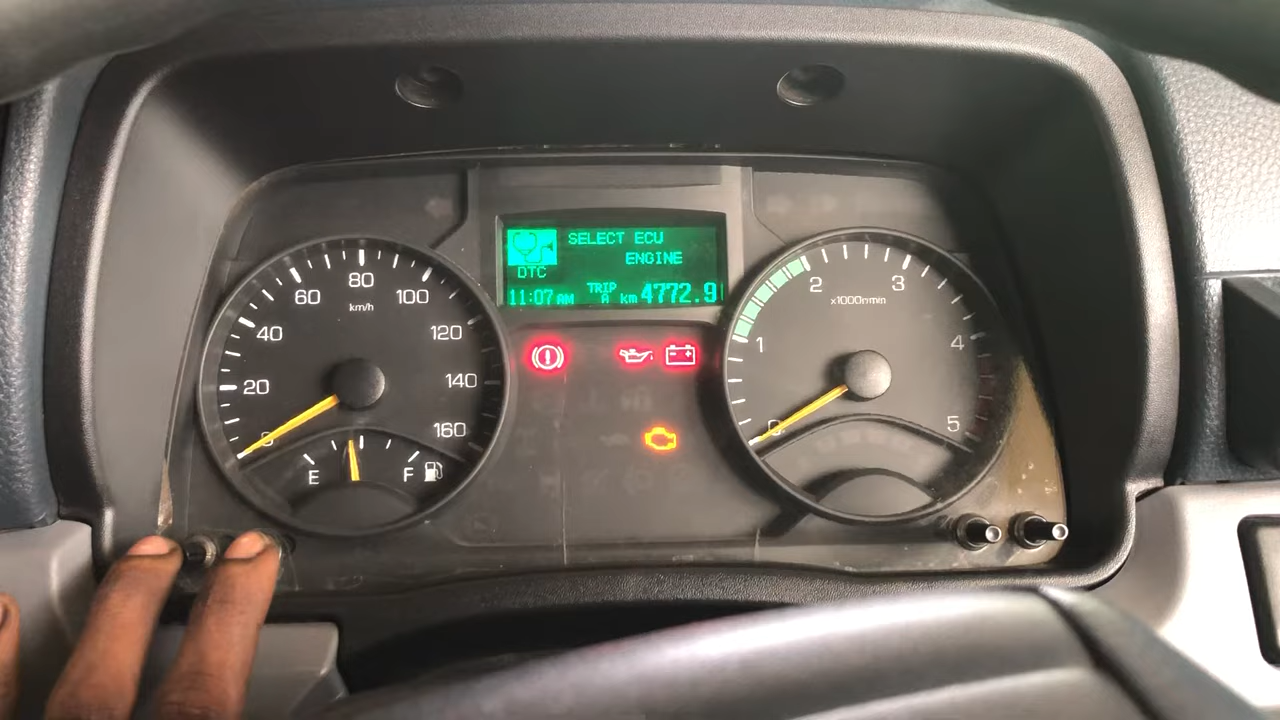 SELECT ECU
ENGINE
DTC
11:07 AM TRIP A km 4772.9
0 20 40 60 80 100 120 140 160
km/h
E F
0 1 2 3 4 5
x1000r/min